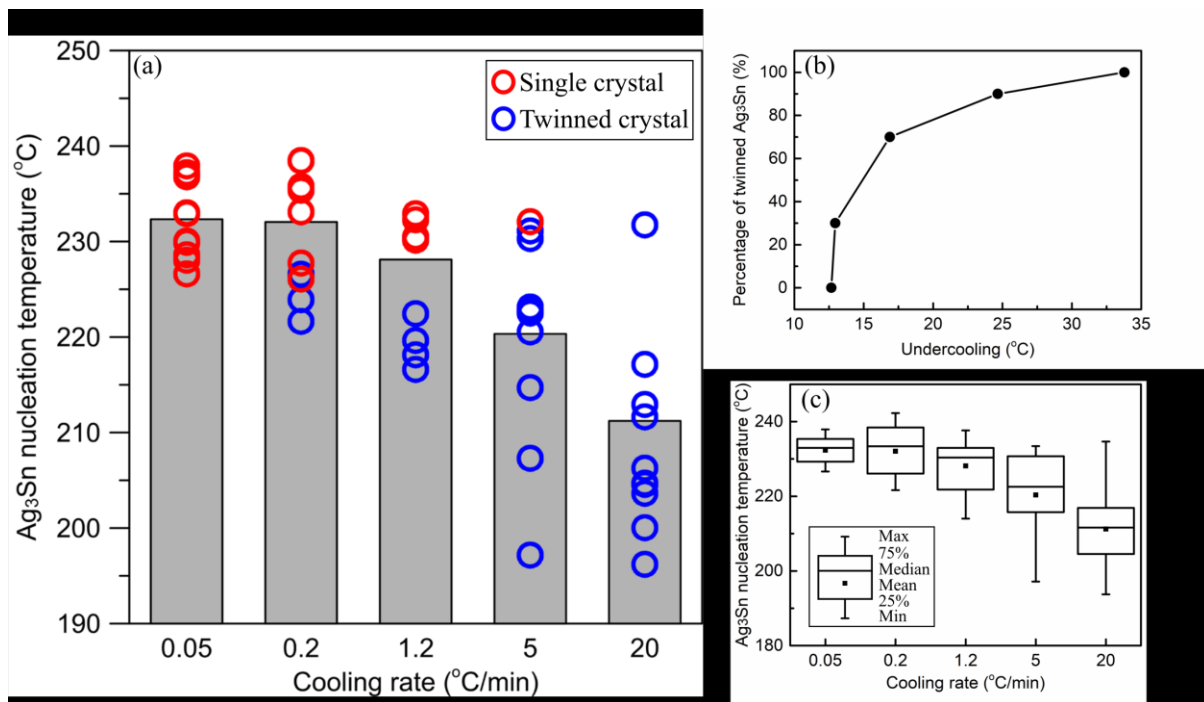 (a)
Single crystal
Twinned crystal
Ag₃Sn nucleation temperature (°C)
250
240
230
220
210
200
190
0.05 0.2 1.2 5 20
Cooling rate (°C/min)
(b)
Percentage of twinned Ag₃Sn (%)
100
80
60
40
20
0
10 15 20 25 30 35
Undercooling (°C)
(c)
Ag₃Sn nucleation temperature (°C)
240
220
200
180
Max
75%
Median
Mean
25%
Min
0.05 0.2 1.2 5 20
Cooling rate (°C/min)